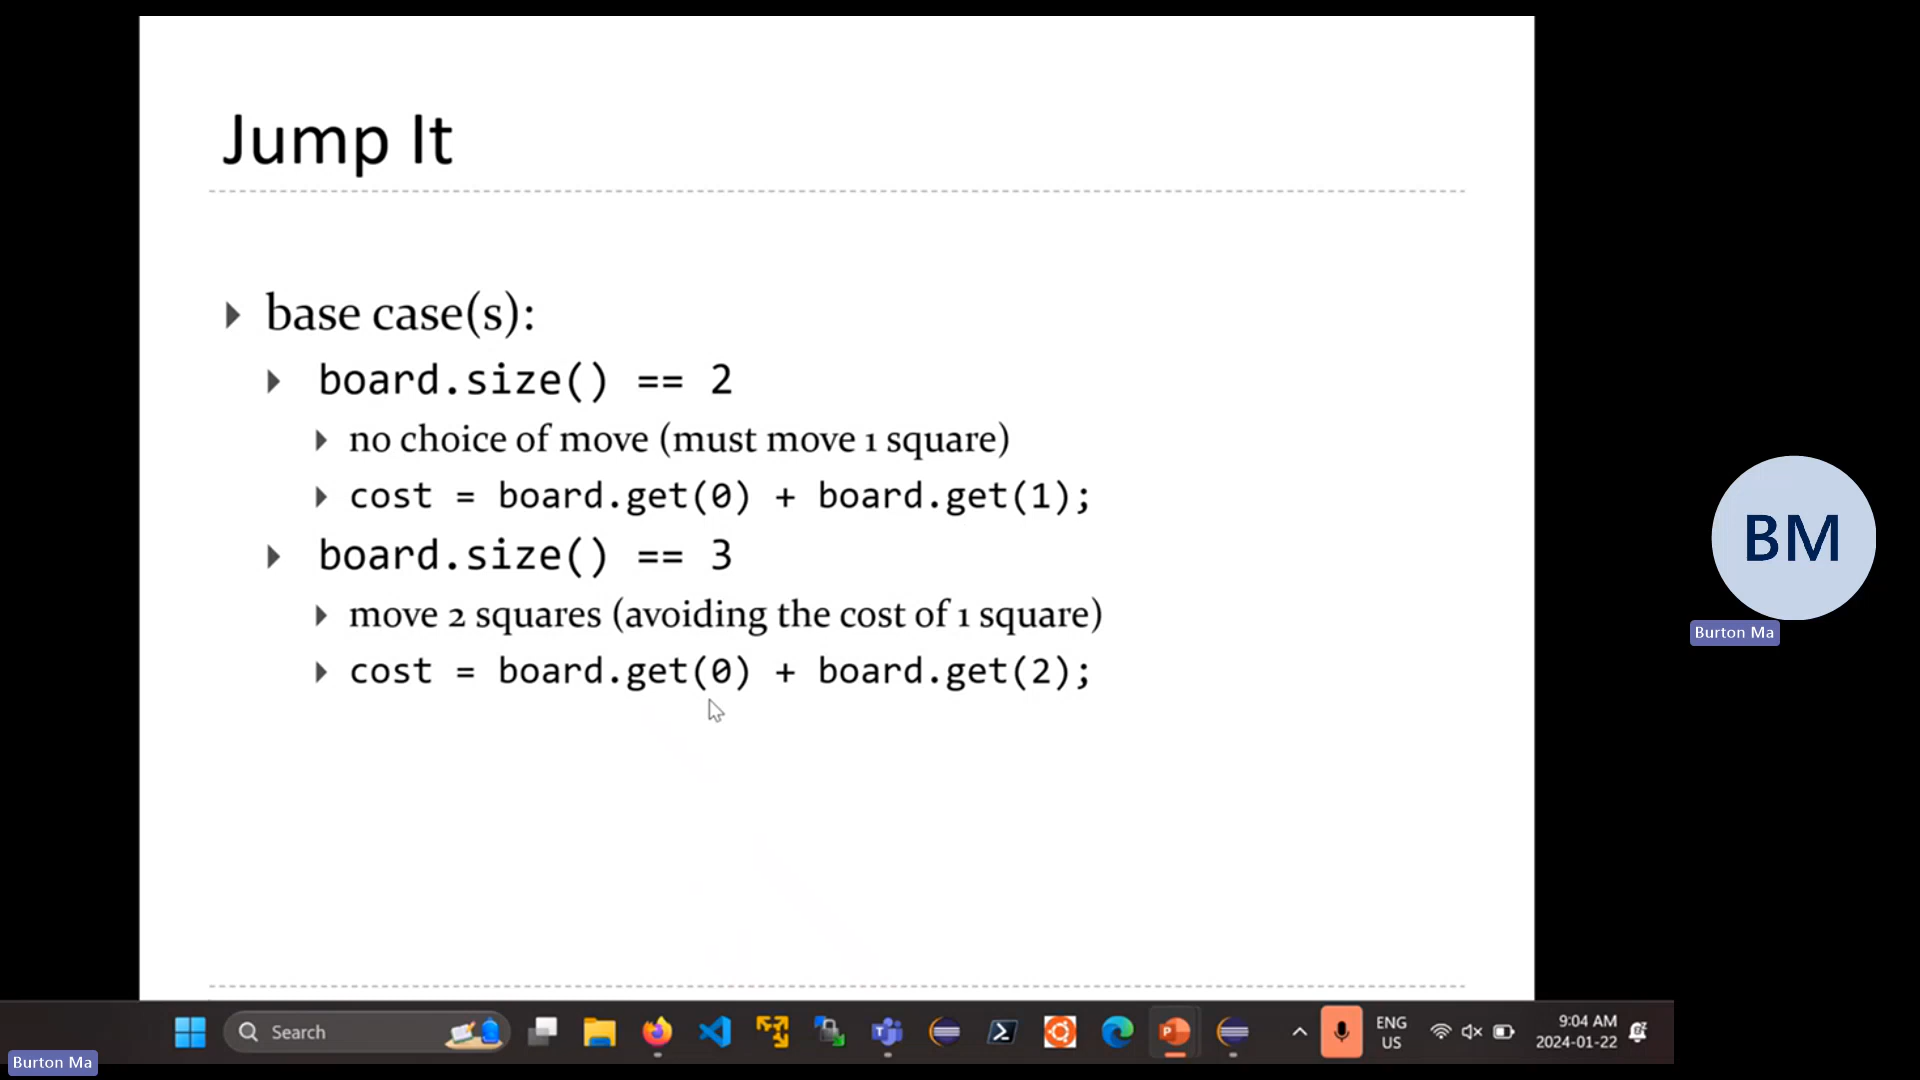 Jump It
base case(s):
board.size() == 2
no choice of move (must move 1 square)
cost = board.get(0) + board.get(1);
board.size() == 3
move 2 squares (avoiding the cost of 1 square)
cost = board.get(0) + board.get(2);
BM
Burton Ma
Search
ENG
US
9:04 AM
2024-01-22
Burton Ma